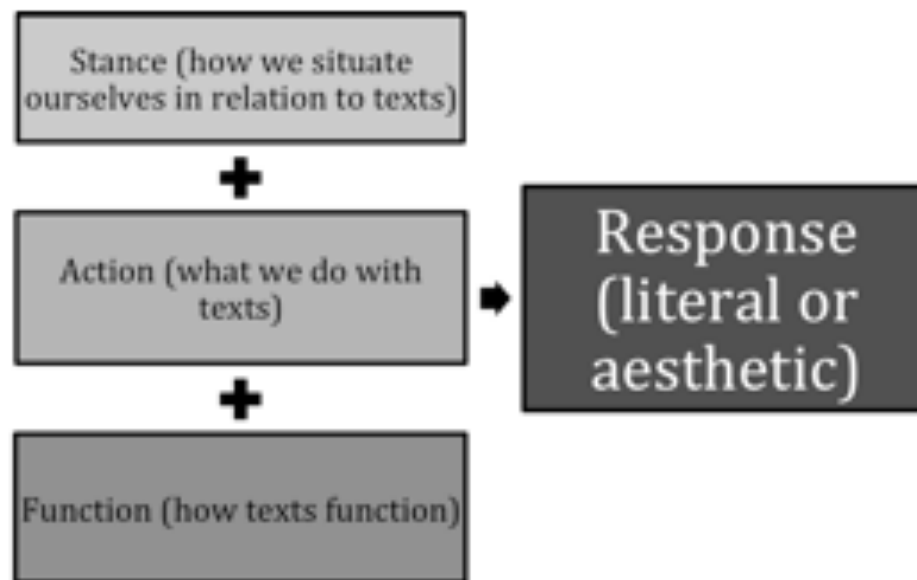 Stance (how we situate
ourselves in relation to texts)
Action (what we do with
texts)
Function (how texts function)
Response
(literal or
aesthetic)